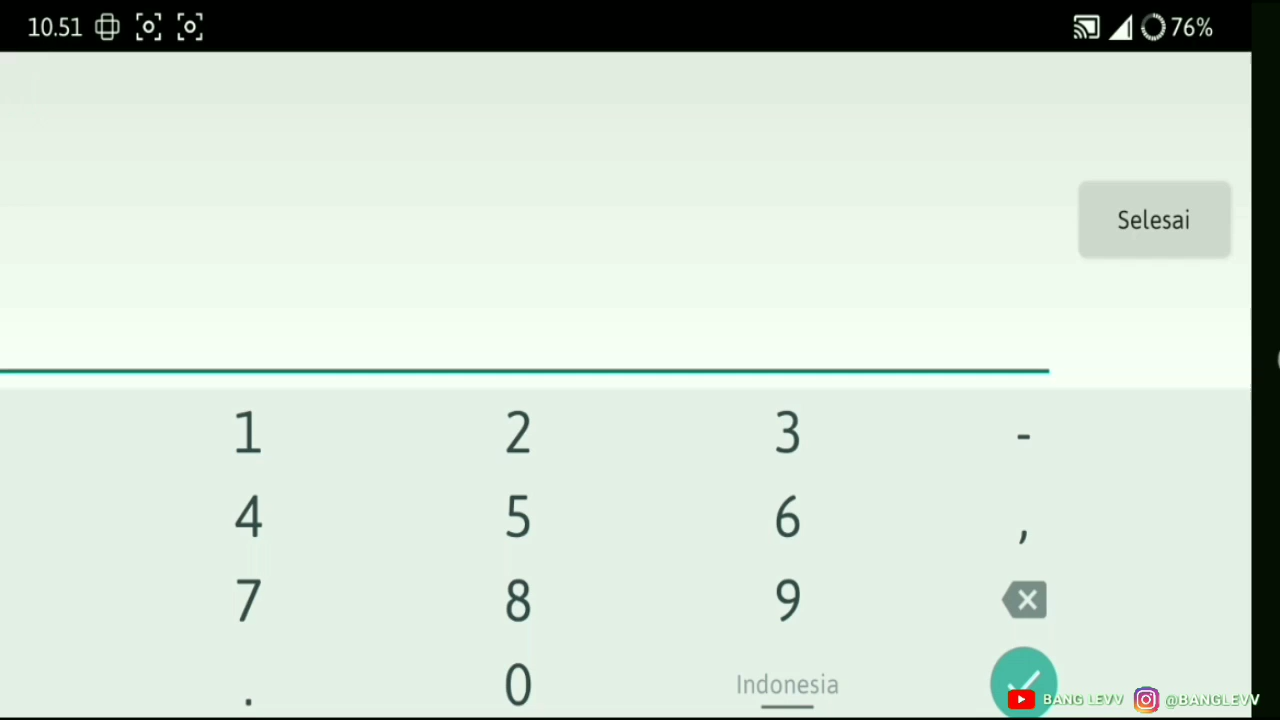 10.51 76%
Selesai
1 2 3 -
4 5 6 ,
7 8 9
. 0 Indonesia
BANG LEVV @BANGLEVV